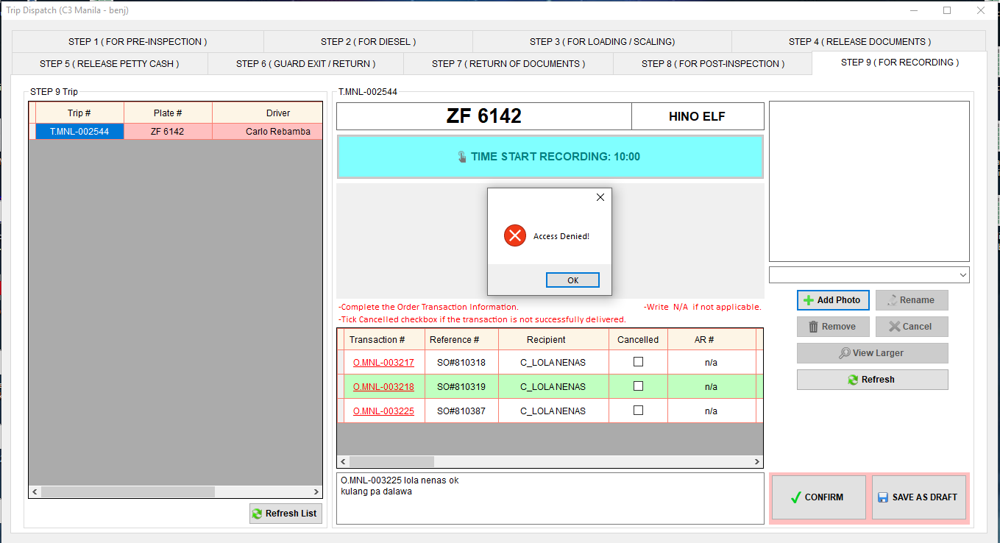 Trip Dispatch (C3 Manila - benj)
STEP 1 ( FOR PRE-INSPECTION )
STEP 2 ( FOR DIESEL )
STEP 3 ( FOR LOADING / SCALING)
STEP 4 ( RELEASE DOCUMENTS )
STEP 5 ( RELEASE PETTY CASH )
STEP 6 ( GUARD EXIT / RETURN )
STEP 7 ( RETURN OF DOCUMENTS )
STEP 8 ( FOR POST-INSPECTION )
STEP 9 ( FOR RECORDING )
STEP 9 Trip
Trip # Plate # Driver
T.MNL-002544 ZF 6142 Carlo Rebamba
Refresh List
T.MNL-002544
ZF 6142
HINO ELF
TIME START RECORDING: 10:00
Access Denied!
OK
-Complete the Order Transaction Information. -Write N/A if not applicable.
-Tick Cancelled checkbox if the transaction is not successfully delivered.
Transaction # Reference # Recipient Cancelled AR #
O.MNL-003217 SO#810318 C_LOLA NENAS n/a
O.MNL-003218 SO#810319 C_LOLA NENAS n/a
O.MNL-003225 SO#810387 C_LOLA NENAS n/a
O.MNL-003225 lola nenas ok
kulang pa dalawa
Add Photo
Rename
Remove
Cancel
View Larger
Refresh
CONFIRM
SAVE AS DRAFT